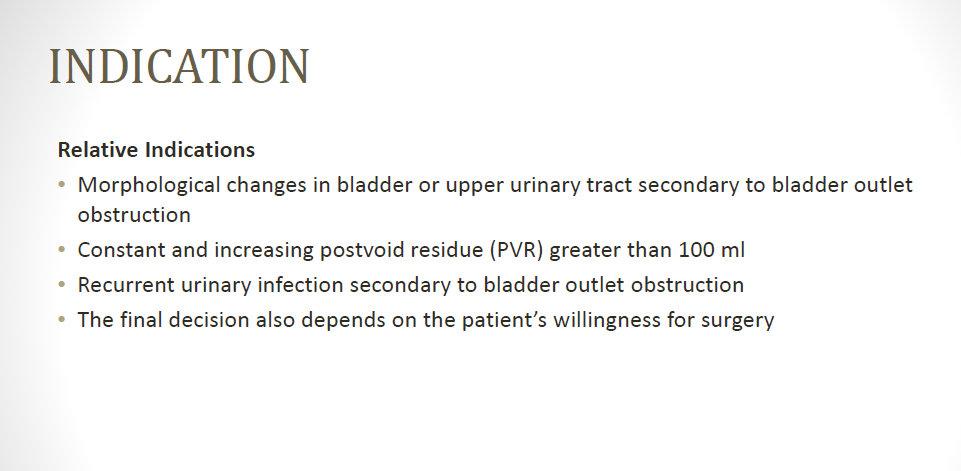 INDICATION
Relative Indications
• Morphological changes in bladder or upper urinary tract secondary to bladder outlet
obstruction
• Constant and increasing postvoid residue (PVR) greater than 100 ml
• Recurrent urinary infection secondary to bladder outlet obstruction
• The final decision also depends on the patient’s willingness for surgery